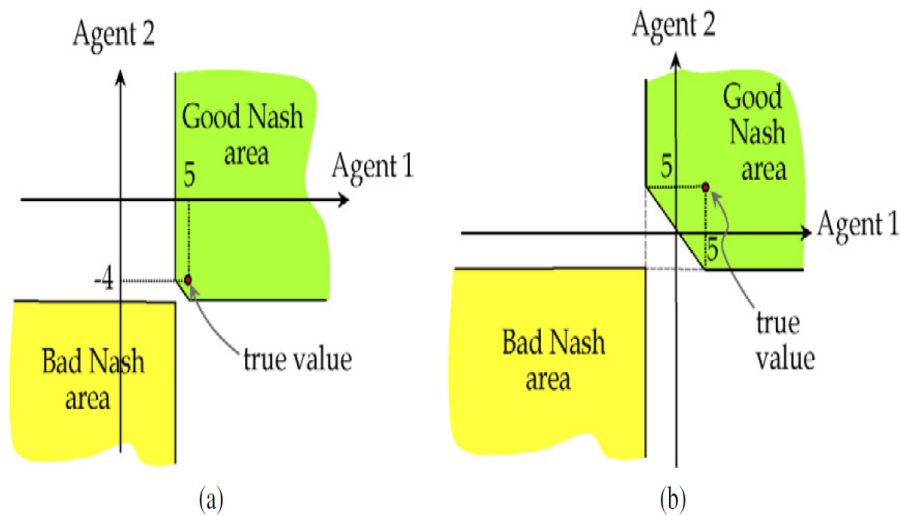 Agent 2
Good Nash
area
5
Agent 1
-4
Bad Nash
area
true value
(a)
Agent 2
Good
Nash
area
5
Agent 1
5
Bad Nash
area
true
value
(b)